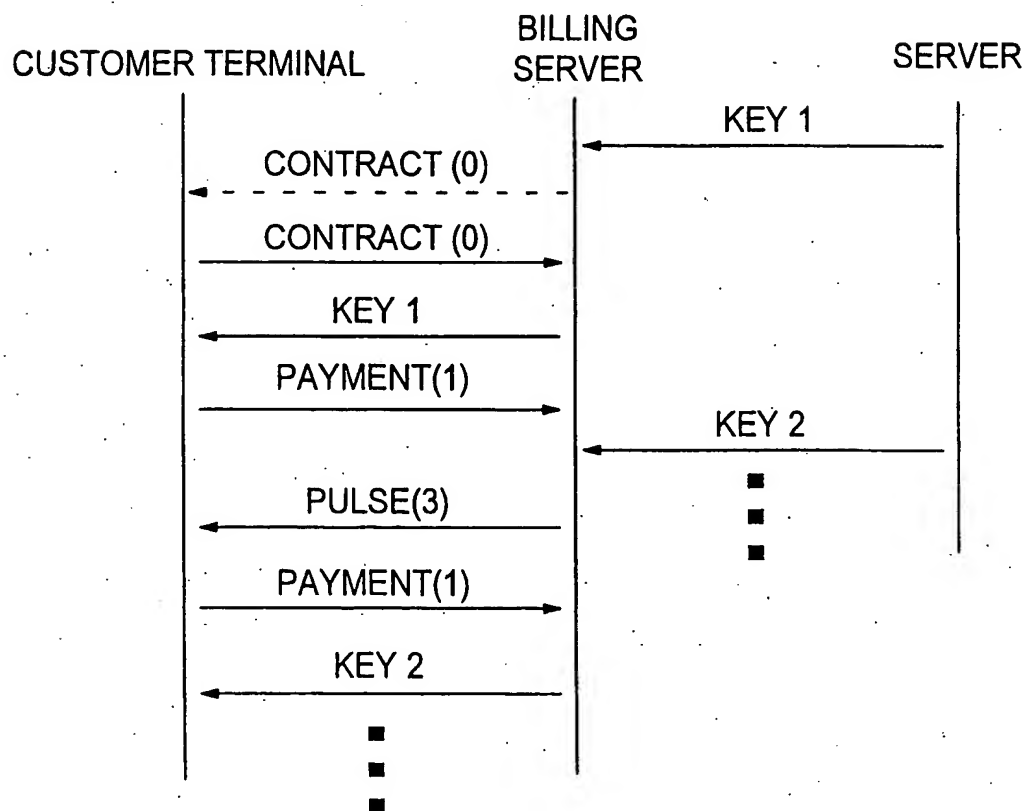 CUSTOMER TERMINAL
BILLING
SERVER
SERVER
KEY 1
CONTRACT (0)
CONTRACT (0)
KEY 1
PAYMENT(1)
KEY 2
PULSE(3)
PAYMENT(1)
KEY 2